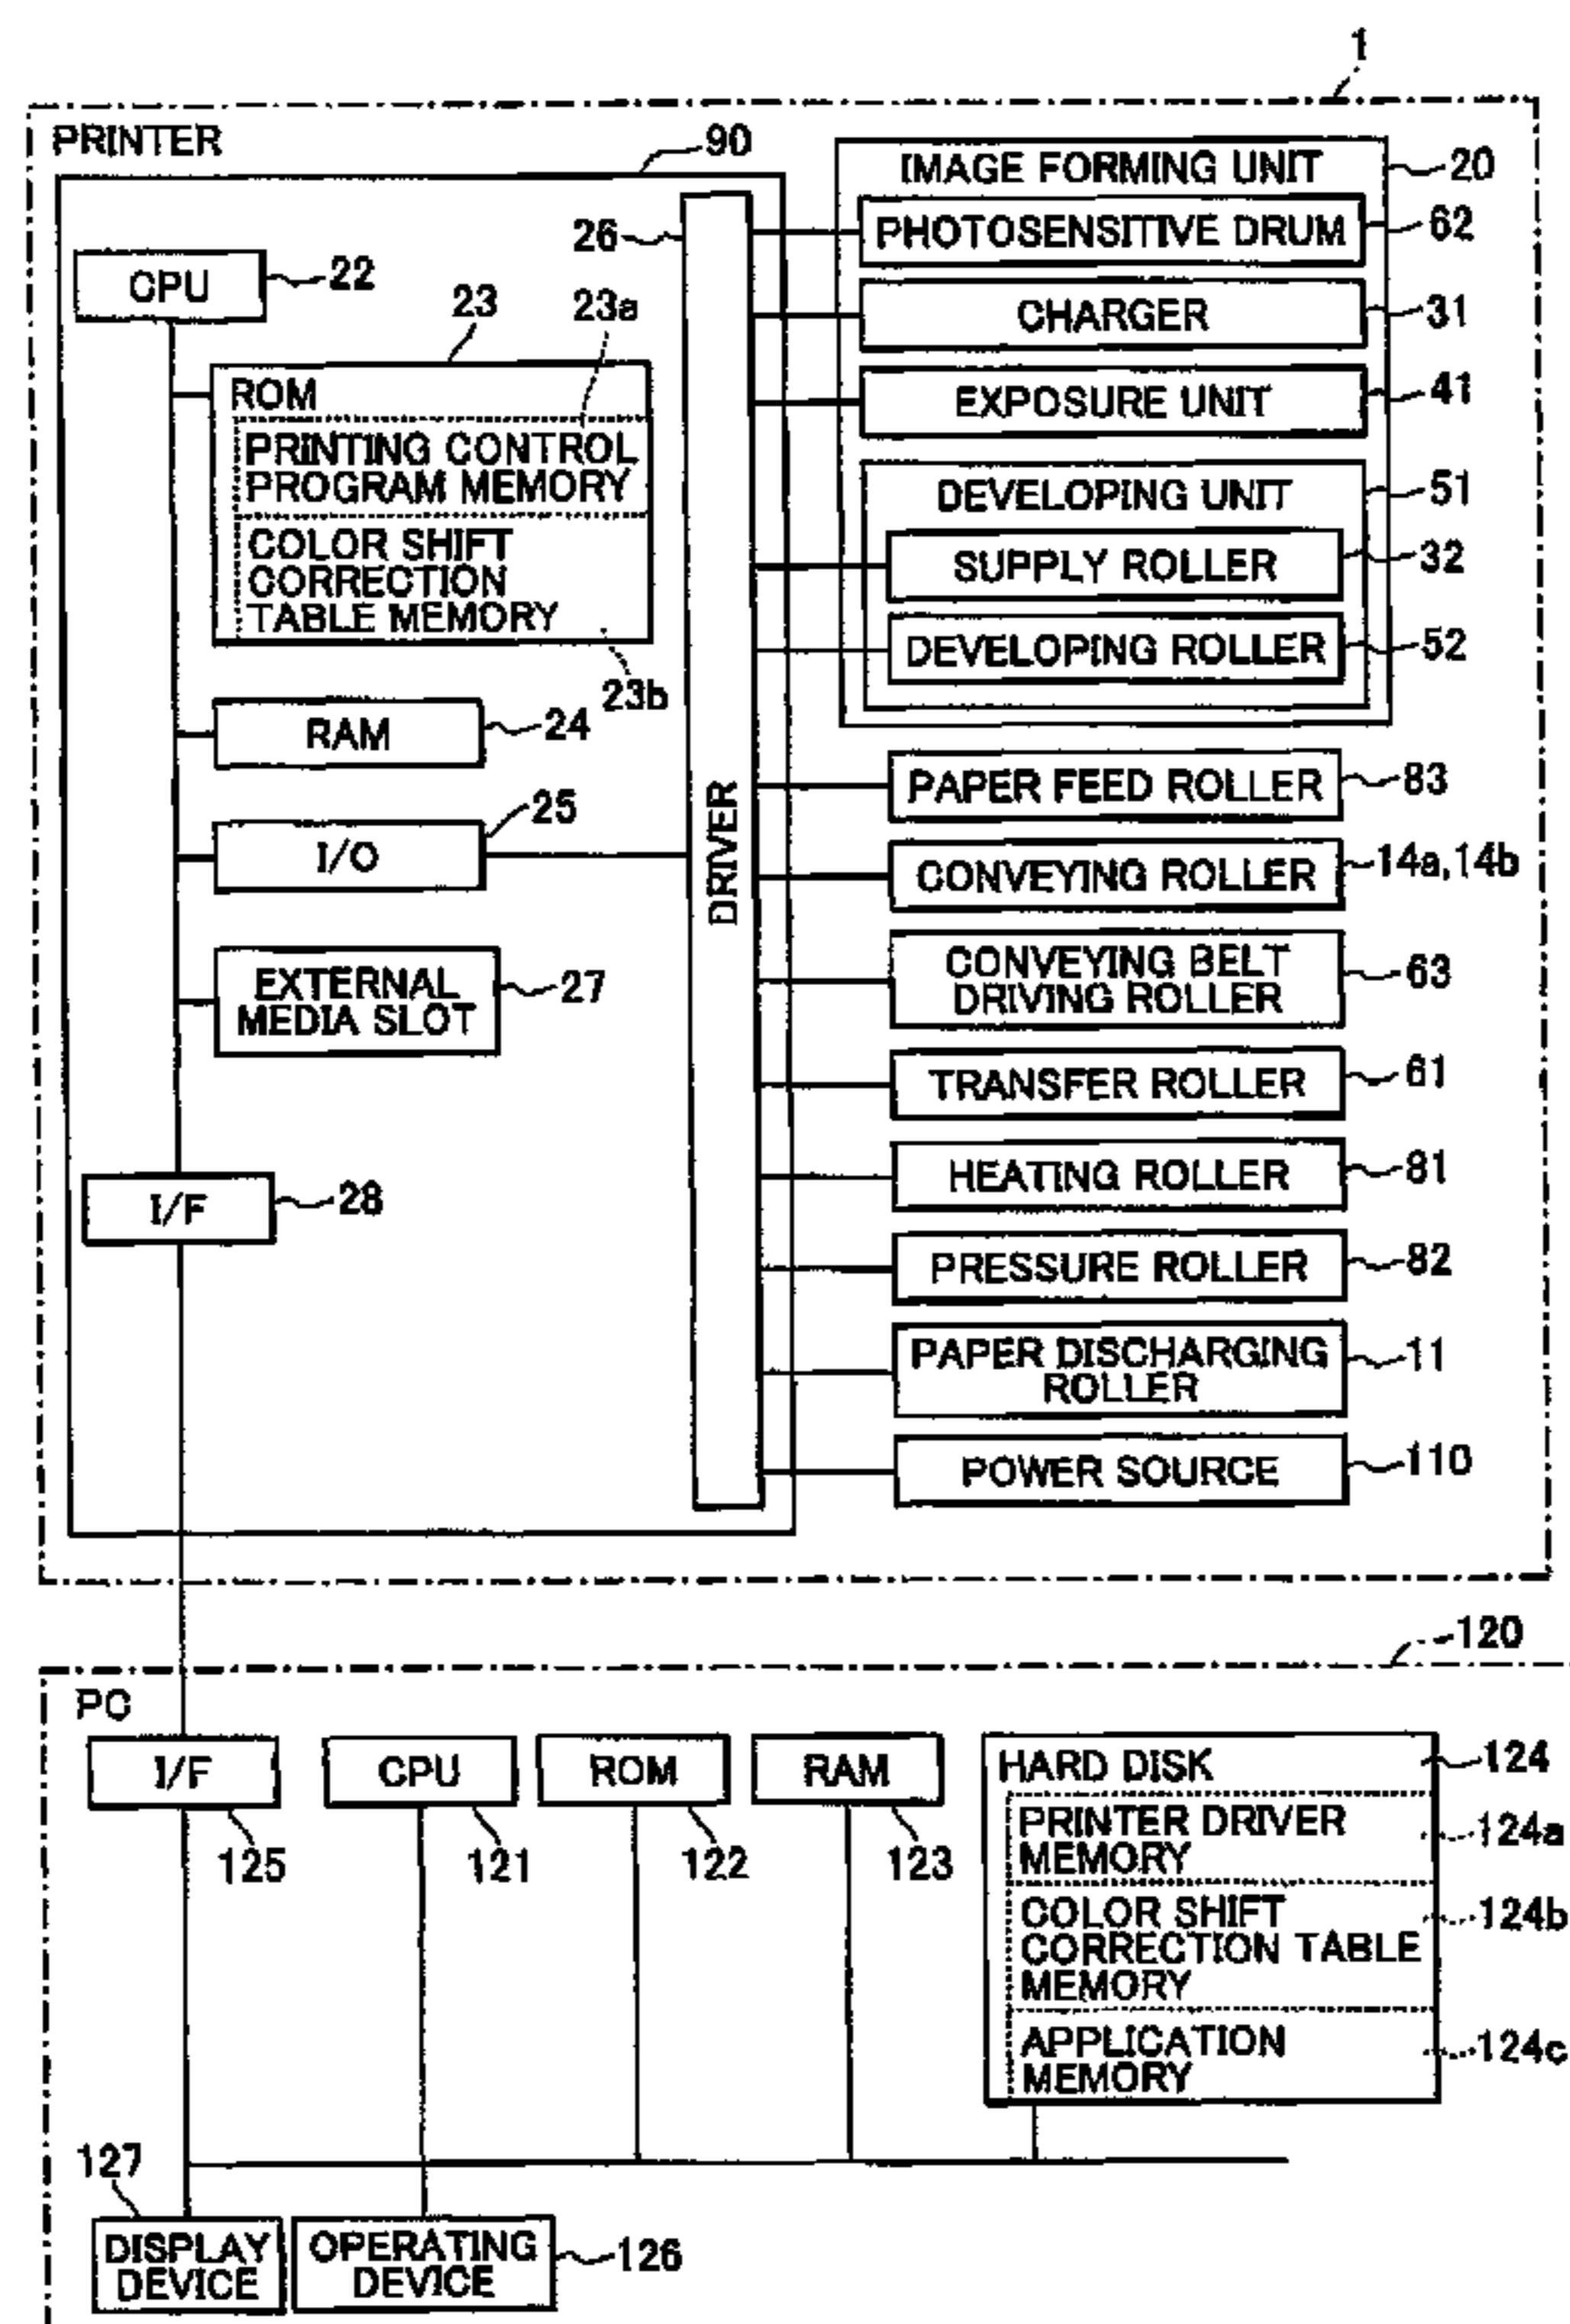 1
PRINTER
90
IMAGE FORMING UNIT
20
26
PHOTOSENSITIVE DRUM
62
CPU
22
23
23a
CHARGER
31
ROM
EXPOSURE UNIT
41
PRINTING CONTROL
PROGRAM MEMORY
DEVELOPING UNIT
51
COLOR SHIFT
CORRECTION
TABLE MEMORY
SUPPLY ROLLER
32
DEVELOPING ROLLER
52
23b
RAM
24
PAPER FEED ROLLER
83
I/O
25
DRIVER
CONVEYING ROLLER
14a,14b
EXTERNAL
MEDIA SLOT
27
CONVEYING BELT
DRIVING ROLLER
63
TRANSFER ROLLER
61
I/F
28
HEATING ROLLER
81
PRESSURE ROLLER
82
PAPER DISCHARGING
ROLLER
11
POWER SOURCE
110
120
PC
I/F
CPU
ROM
RAM
HARD DISK
124
125
121
122
123
PRINTER DRIVER
MEMORY
124a
COLOR SHIFT
CORRECTION TABLE
MEMORY
124b
APPLICATION
MEMORY
124c
127
DISPLAY
DEVICE
OPERATING
DEVICE
126